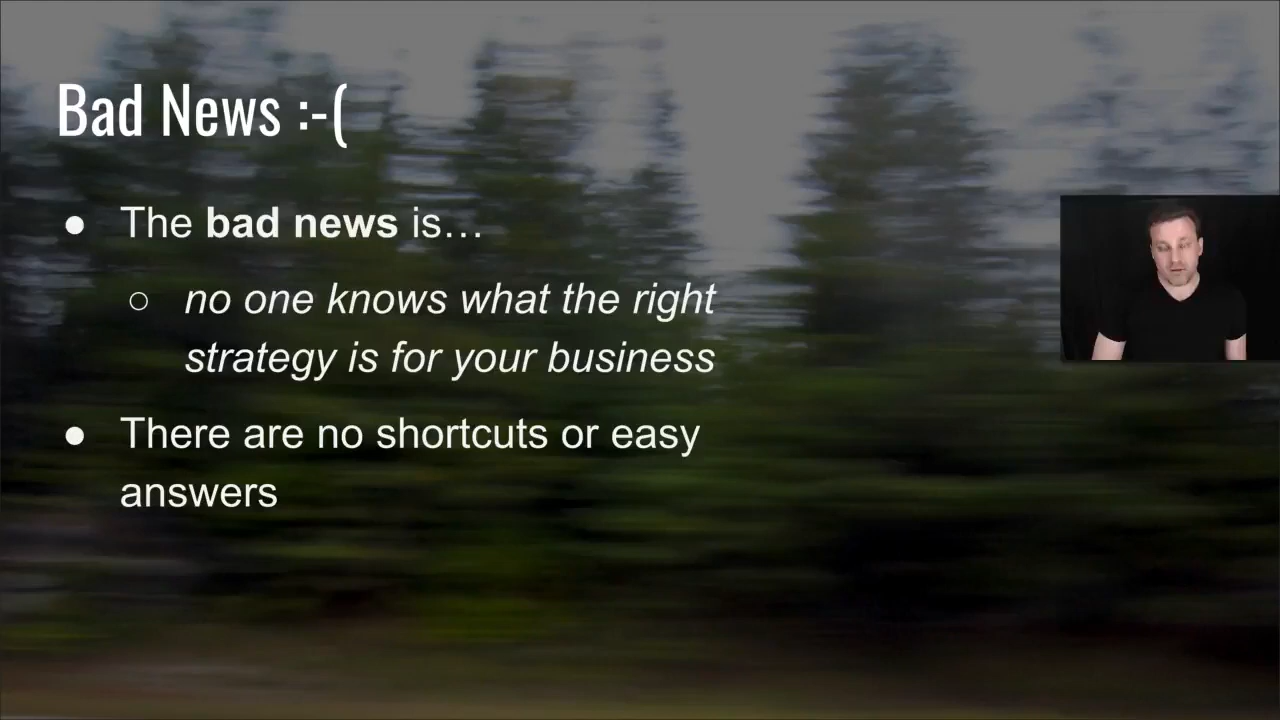 Bad News :-(
● The bad news is…
○ no one knows what the right
strategy is for your business
● There are no shortcuts or easy
answers